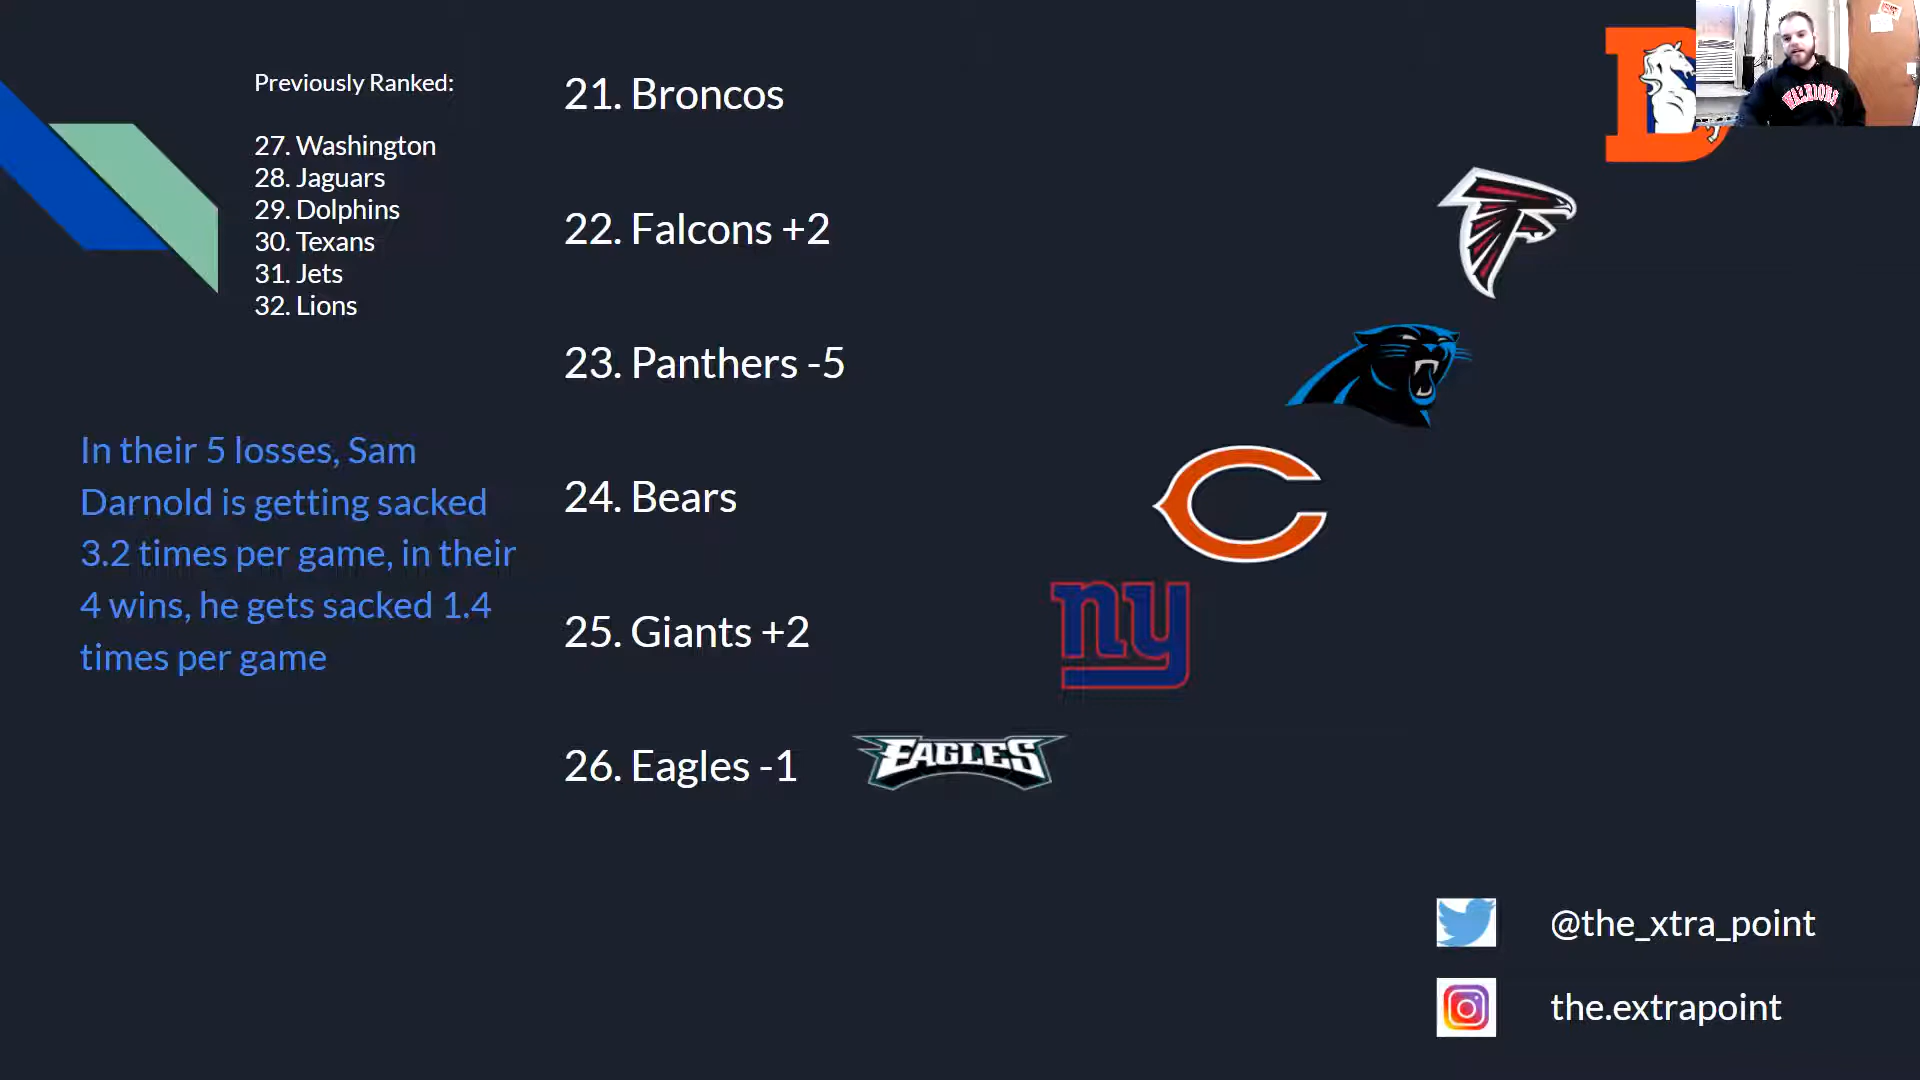 Previously Ranked:
27. Washington
28. Jaguars
29. Dolphins
30. Texans
31. Jets
32. Lions
In their 5 losses, Sam
Darnold is getting sacked
3.2 times per game, in their
4 wins, he gets sacked 1.4
times per game
21. Broncos
22. Falcons +2
23. Panthers -5
24. Bears
25. Giants +2
26. Eagles -1
ny
EAGLES
@the_xtra_point
the.extrapoint